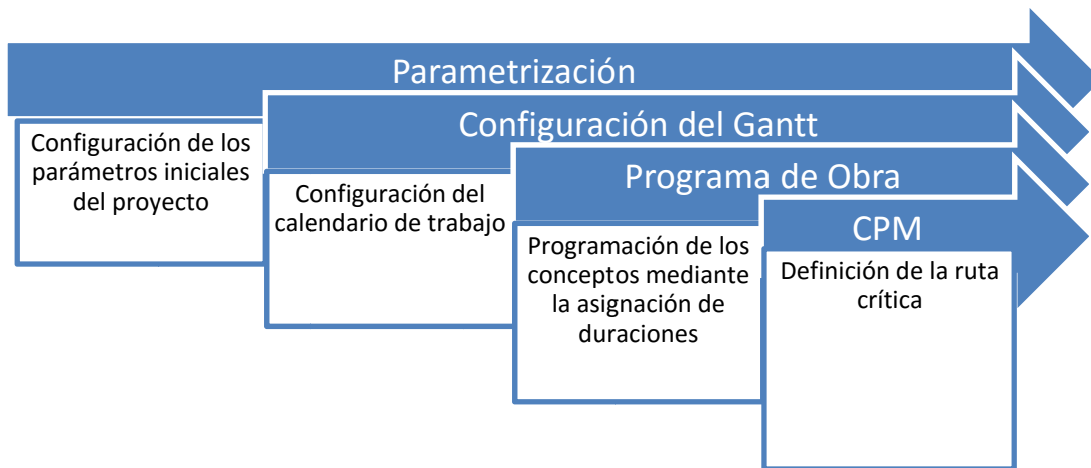 Parametrización
Configuración de los
parámetros iniciales
del proyecto
Configuración del Gantt
Configuración del
calendario de trabajo
Programa de Obra
Programación de los
conceptos mediante
la asignación de
duraciones
CPM
Definición de la ruta
crítica